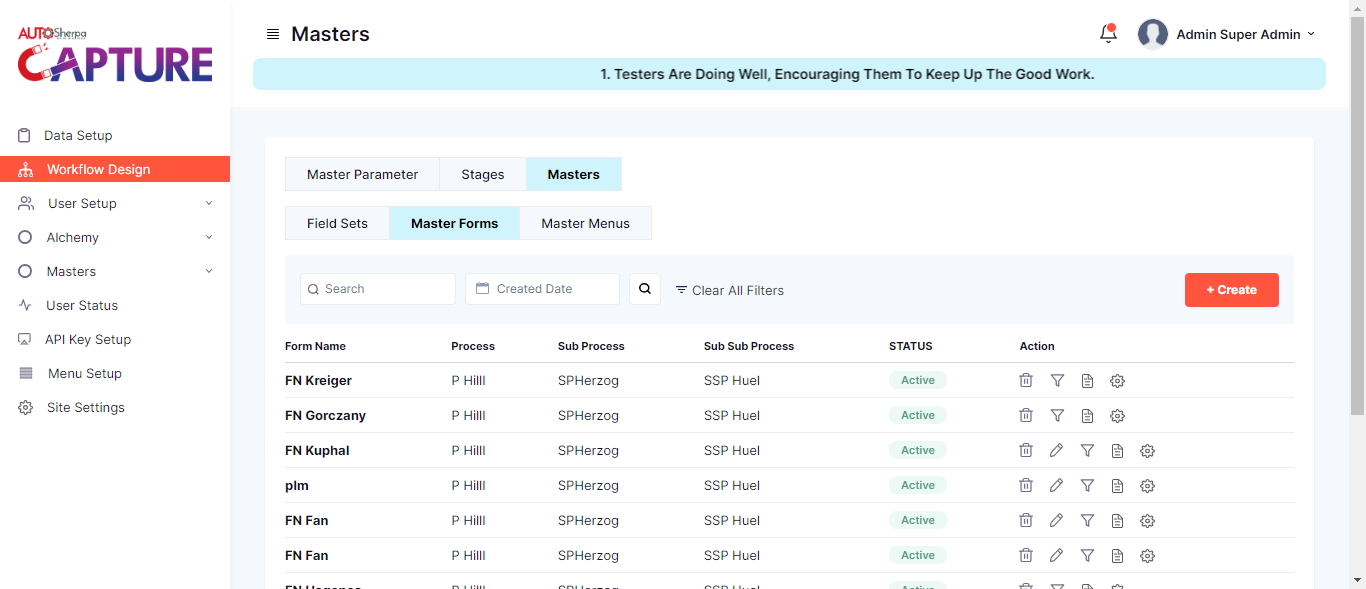 AUTOSherpa
CAPTURE
Masters
Admin Super Admin
1. Testers Are Doing Well, Encouraging Them To Keep Up The Good Work.
Data Setup
Workflow Design
User Setup
Alchemy
Masters
User Status
API Key Setup
Menu Setup
Site Settings
Master Parameter Stages Masters
Field Sets Master Forms Master Menus
Search Created Date Clear All Filters + Create
Form Name Process Sub Process Sub Sub Process STATUS Action
FN Kreiger P Hilll SPHerzog SSP Huel Active
FN Gorczany P Hilll SPHerzog SSP Huel Active
FN Kuphal P Hilll SPHerzog SSP Huel Active
plm P Hilll SPHerzog SSP Huel Active
FN Fan P Hilll SPHerzog SSP Huel Active
FN Fan P Hilll SPHerzog SSP Huel Active